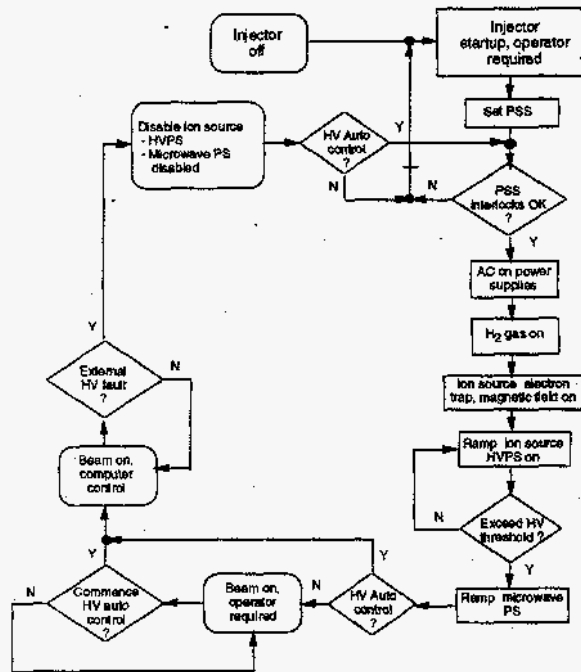 Injector
off
Injector
startup, operator
required
Set PSS
Disable ion source
- HVPS
- Microwave PS
disabled
HV Auto
control
?
Y
N
N
PSS
interlocks OK
?
Y
AC on power
supplies
H₂ gas on
Ion source electron
trap, magnetic field on
Ramp ion source
HVPS on
N
Exceed HV
threshold ?
Y
Ramp microwave
PS
Y
External
HV fault
?
N
Beam on,
computer
control
Y
N
Commence
HV auto
control ?
Beam on,
operator
required
N
Y
HV Auto
control ?